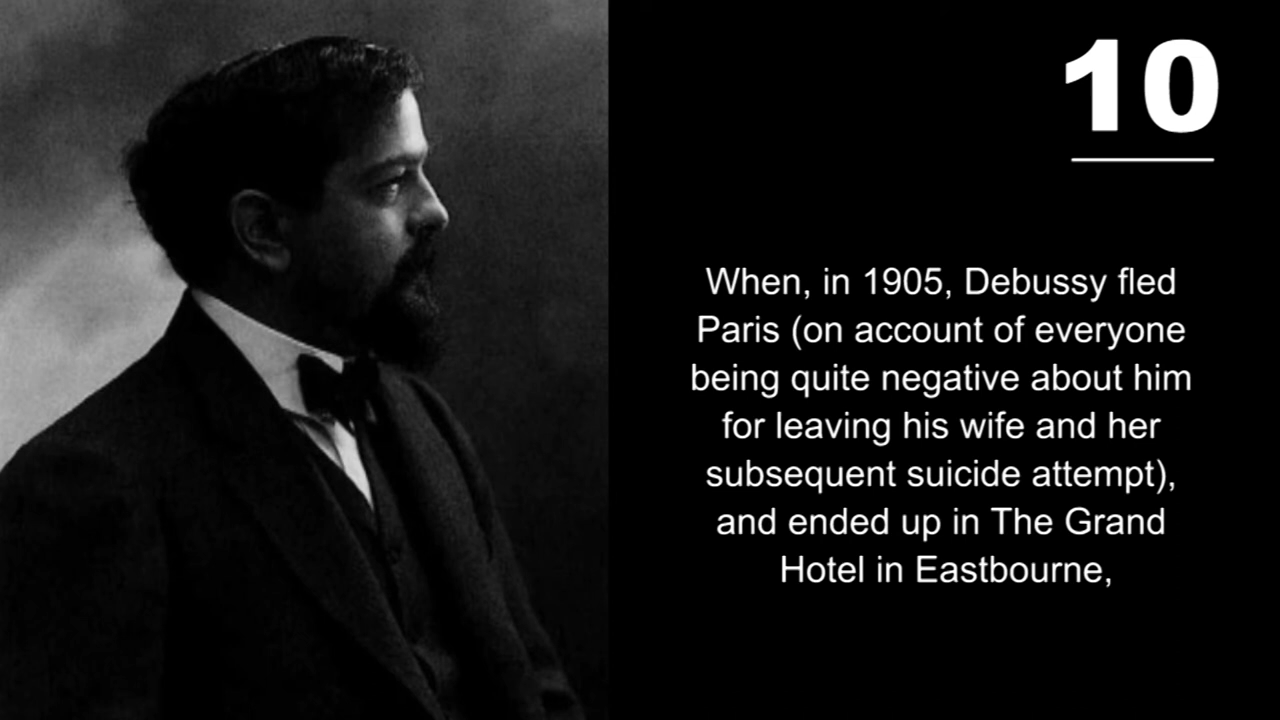 10
When, in 1905, Debussy fled
Paris (on account of everyone
being quite negative about him
for leaving his wife and her
subsequent suicide attempt),
and ended up in The Grand
Hotel in Eastbourne,